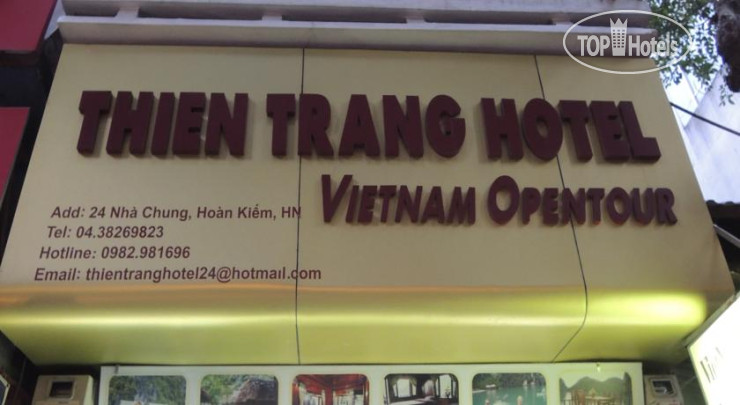 TOP Hotels
THIEN TRANG HOTEL
VIETNAM OPENTOUR
Add: 24 Nhà Chung, Hoàn Kiếm, HN
Tel: 04.38269823
Hotline: 0982.981696
Email: thientranghotel24@hotmail.com